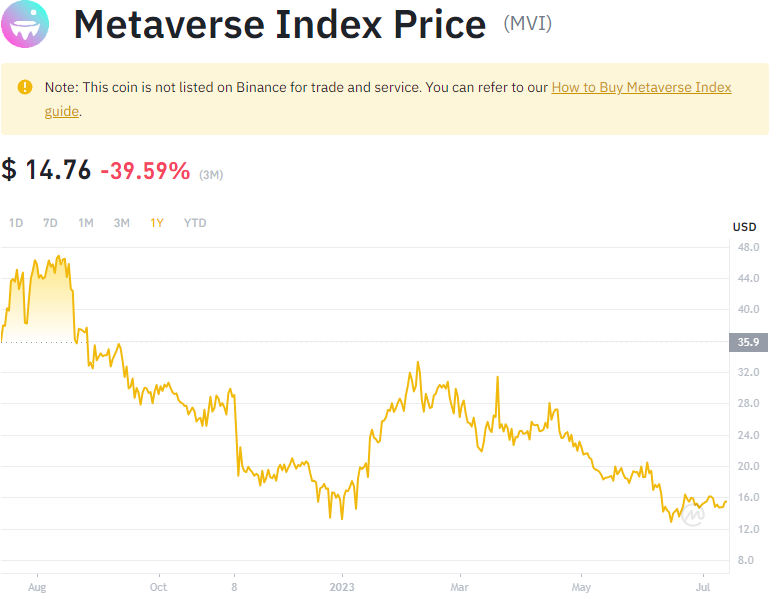 Metaverse Index Price (MVI)
Note: This coin is not listed on Binance for trade and service. You can refer to our How to Buy Metaverse Index
guide.
$ 14.76 -39.59% (3M)
1D 7D 1M 3M 1Y YTD
USD
48.0
44.0
40.0
35.9
32.0
28.0
24.0
20.0
16.0
12.0
8.0
Aug Oct 8 2023 Mar May Jul